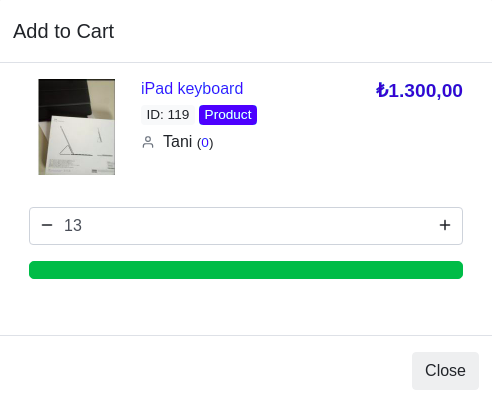 Add to Cart
iPad keyboard
₺1.300,00
ID: 119 Product
Tani (0)
− 13 +
Close